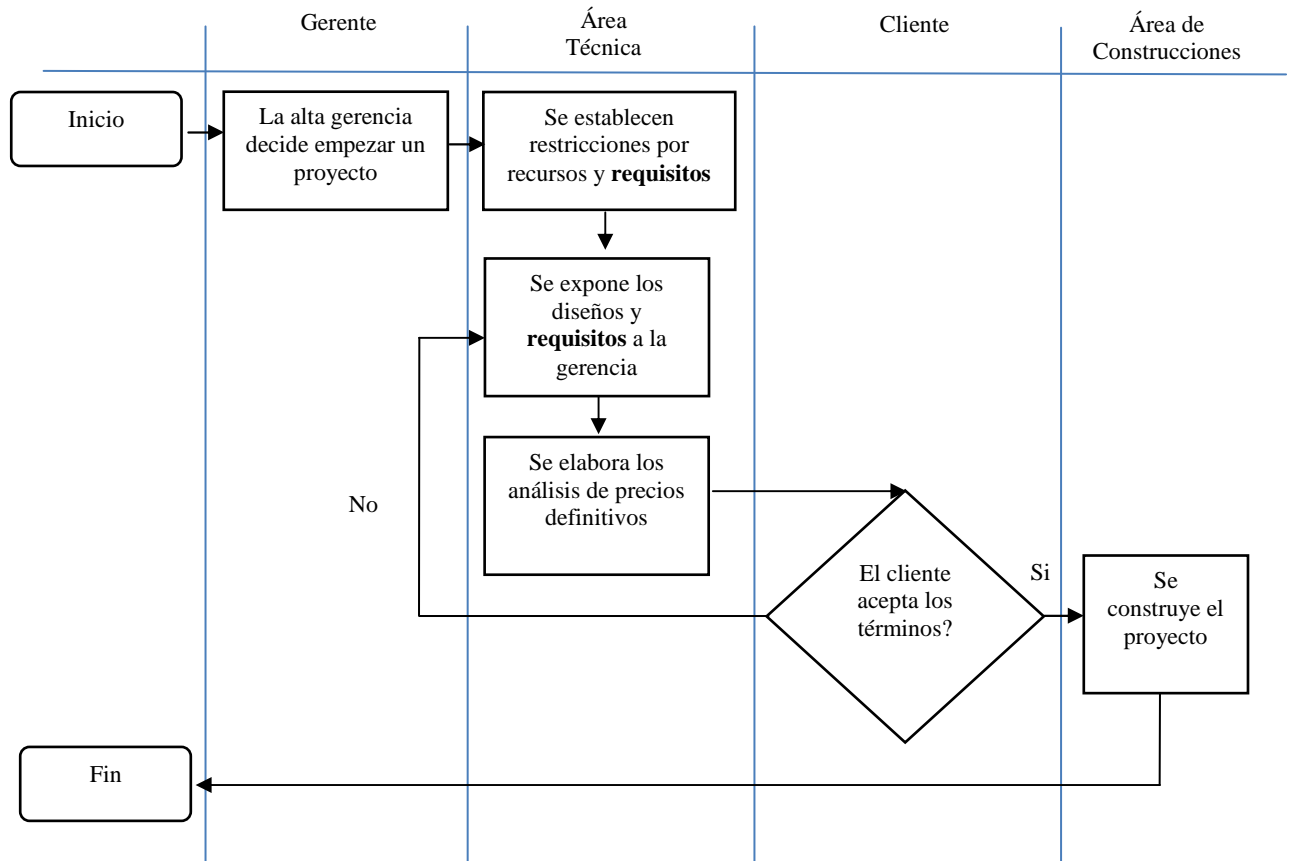 Gerente
Área
Técnica
Cliente
Área de
Construcciones
Inicio
La alta gerencia
decide empezar un
proyecto
Se establecen
restricciones por
recursos y requisitos
Se expone los
diseños y
requisitos a la
gerencia
Se elabora los
análisis de precios
definitivos
No
El cliente
acepta los
términos?
Si
Se
construye el
proyecto
Fin